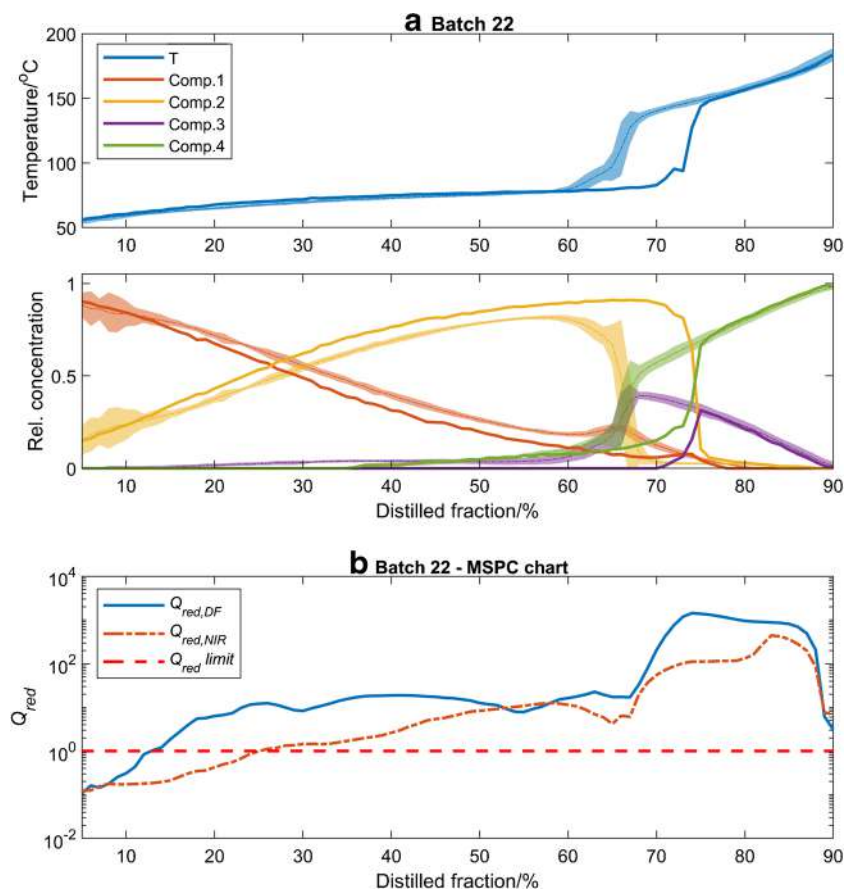 a Batch 22
200
150
100
50
Temperature/°C
T
Comp.1
Comp.2
Comp.3
Comp.4
10 20 30 40 50 60 70 80 90
1
0.5
0
Rel. concentration
10 20 30 40 50 60 70 80 90
Distilled fraction/%
b Batch 22 - MSPC chart
10^4
10^2
10^0
10^-2
Q_red
Q_red,DF
Q_red,NIR
Q_red limit
10 20 30 40 50 60 70 80 90
Distilled fraction/%